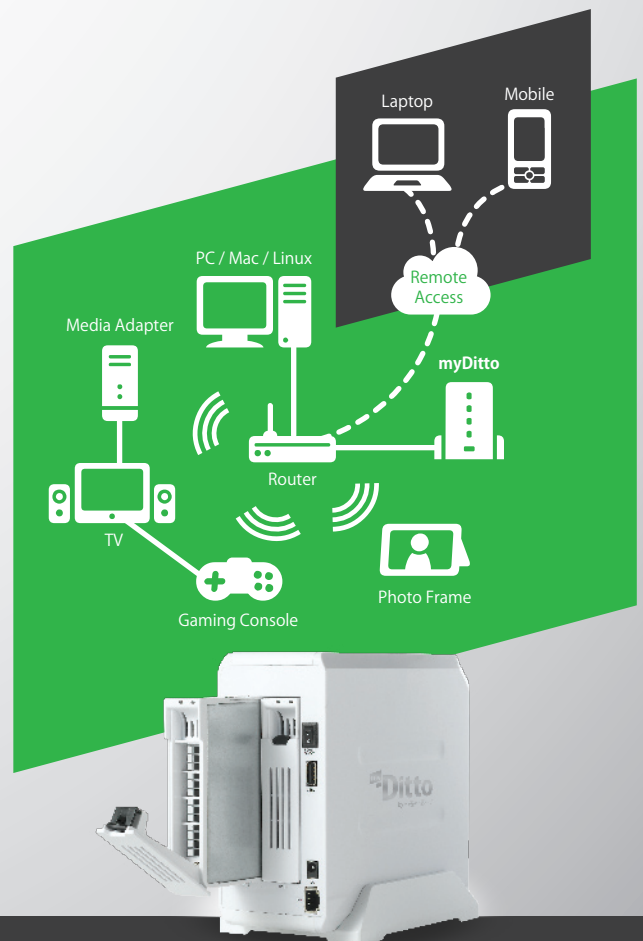 Laptop
Mobile
PC / Mac / Linux
Remote
Access
Media Adapter
myDitto
Router
TV
Photo Frame
Gaming Console
Ditto